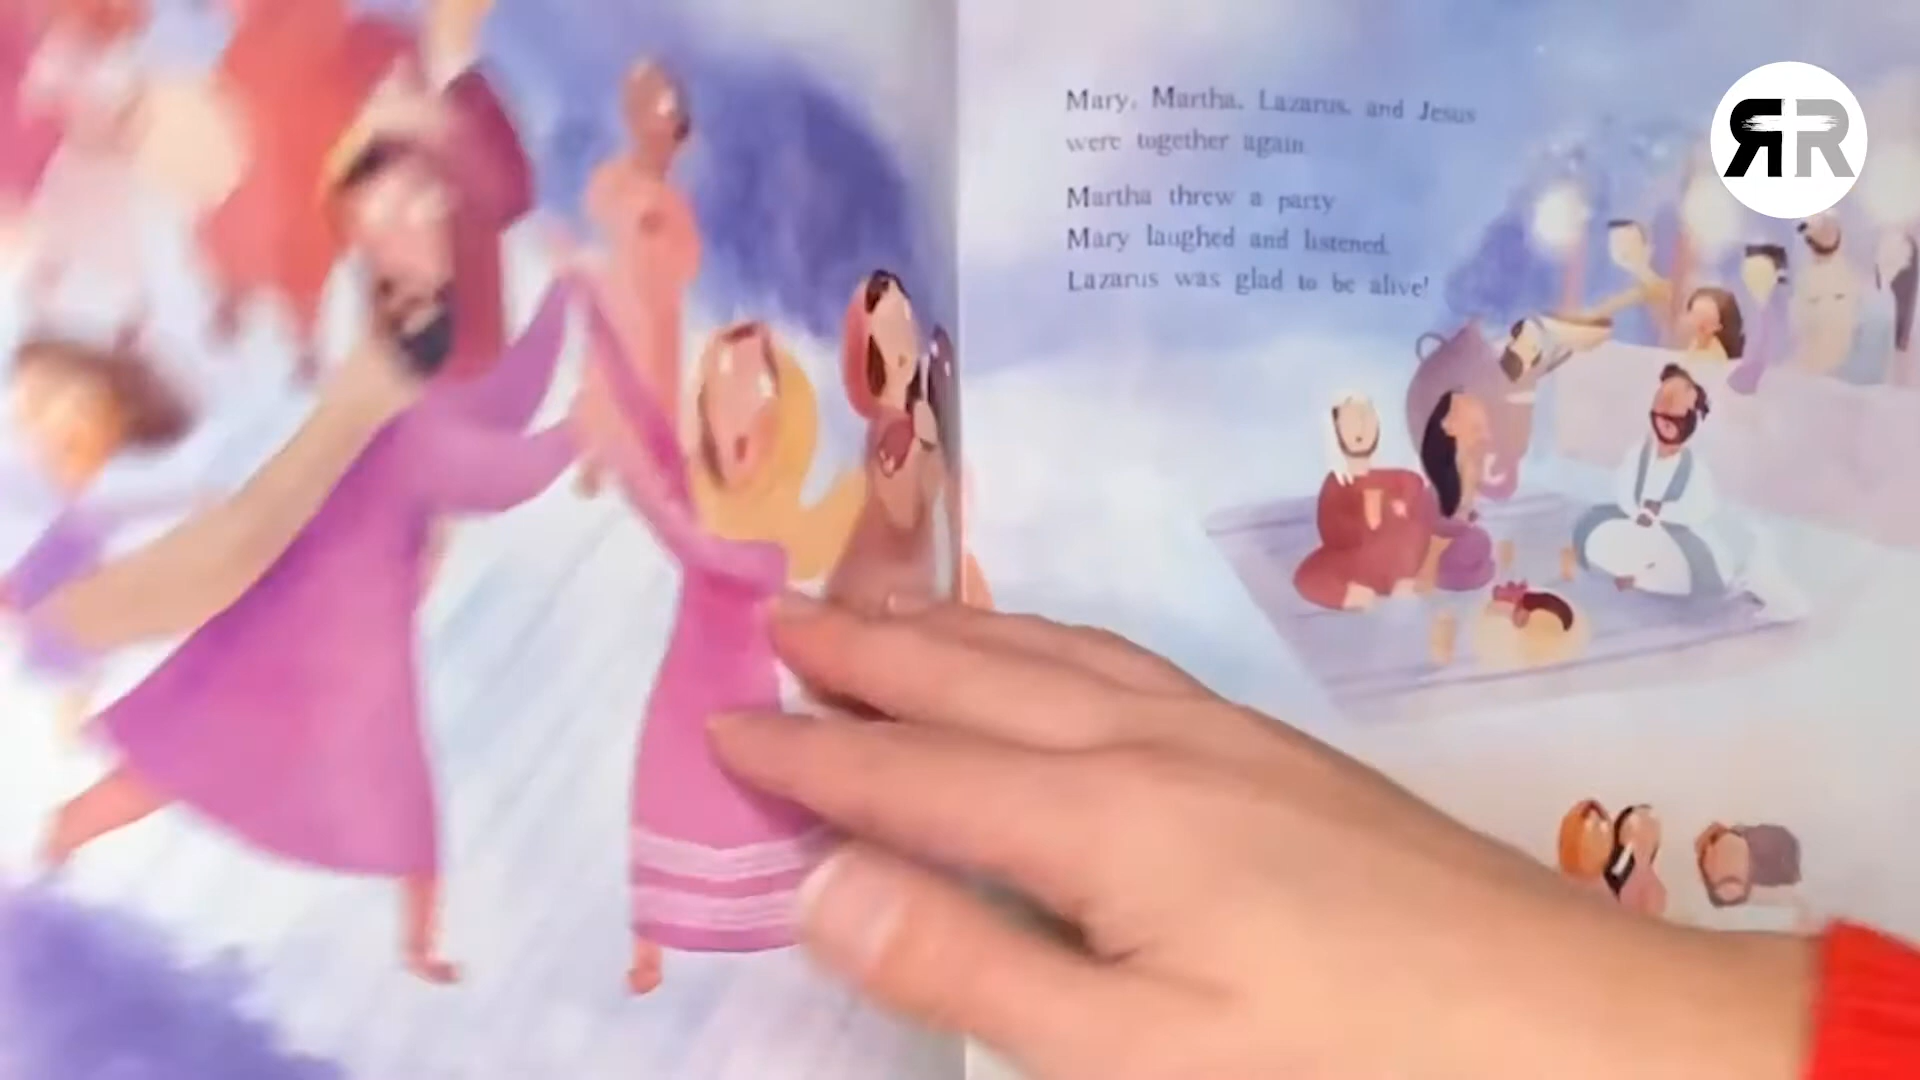 Mary, Martha, Lazarus, and Jesus
were together again.
Martha threw a party.
Mary laughed and listened.
Lazarus was glad to be alive!
RR